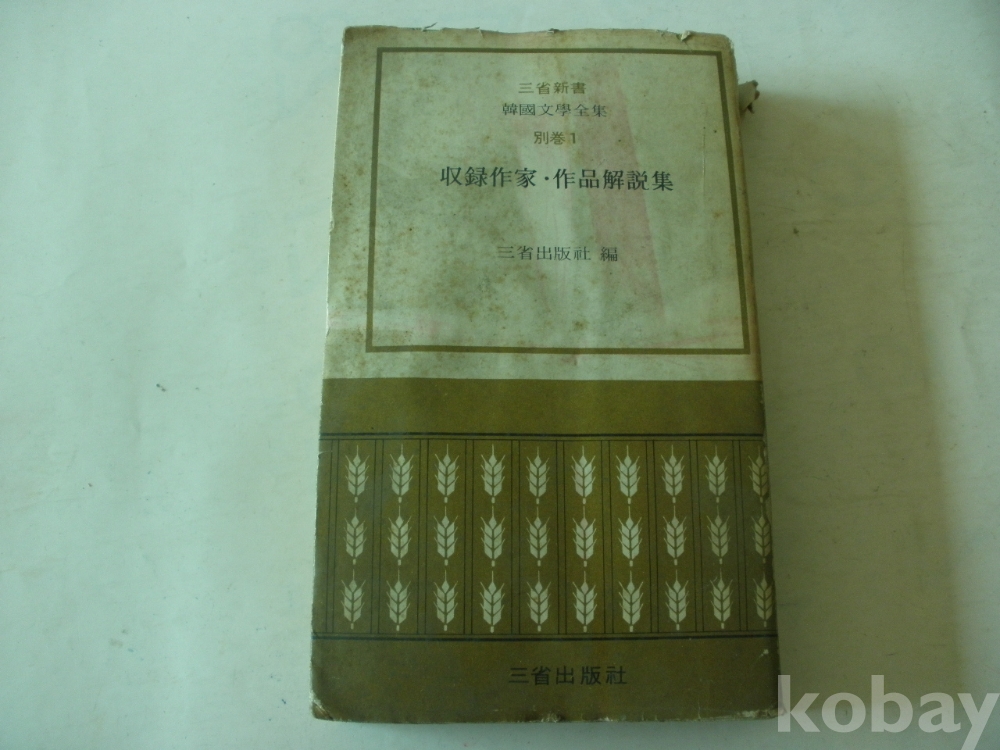 三省新書
韓國文學全集
別巻1
収録作家·作品解説集
三省出版社 編
三省出版社
kobay